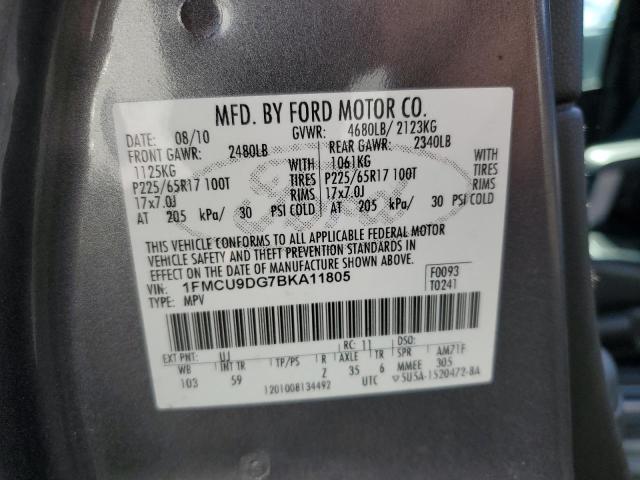 MFD. BY FORD MOTOR CO.
DATE: 08/10 GVWR: 4680LB/ 2123KG
FRONT GAWR: 2480LB REAR GAWR: 2340LB
1125KG WITH 1061KG WITH
P225/65R17 100T TIRES P225/65R17 100T TIRES
17x7.0J RIMS 17x7.0J RIMS
AT 205 kPa/ 30 PSI COLD AT 205 kPa/ 30 PSI COLD
Ford
THIS VEHICLE CONFORMS TO ALL APPLICABLE FEDERAL MOTOR
VEHICLE SAFETY AND THEFT PREVENTION STANDARDS IN
EFFECT ON THE DATE OF MANUFACTURE SHOWN ABOVE.
VIN: 1FMCU9DG7BKA11805 F0093
TYPE: MPV T0241
EXT PNT: UJ RC: 11 DSO:
WB INT TR TP/PS R AXLE TR SPR AM71F
103 59 2 35 6 MMEE 305
1201008134492 UTC 5U5A-1520472-BA